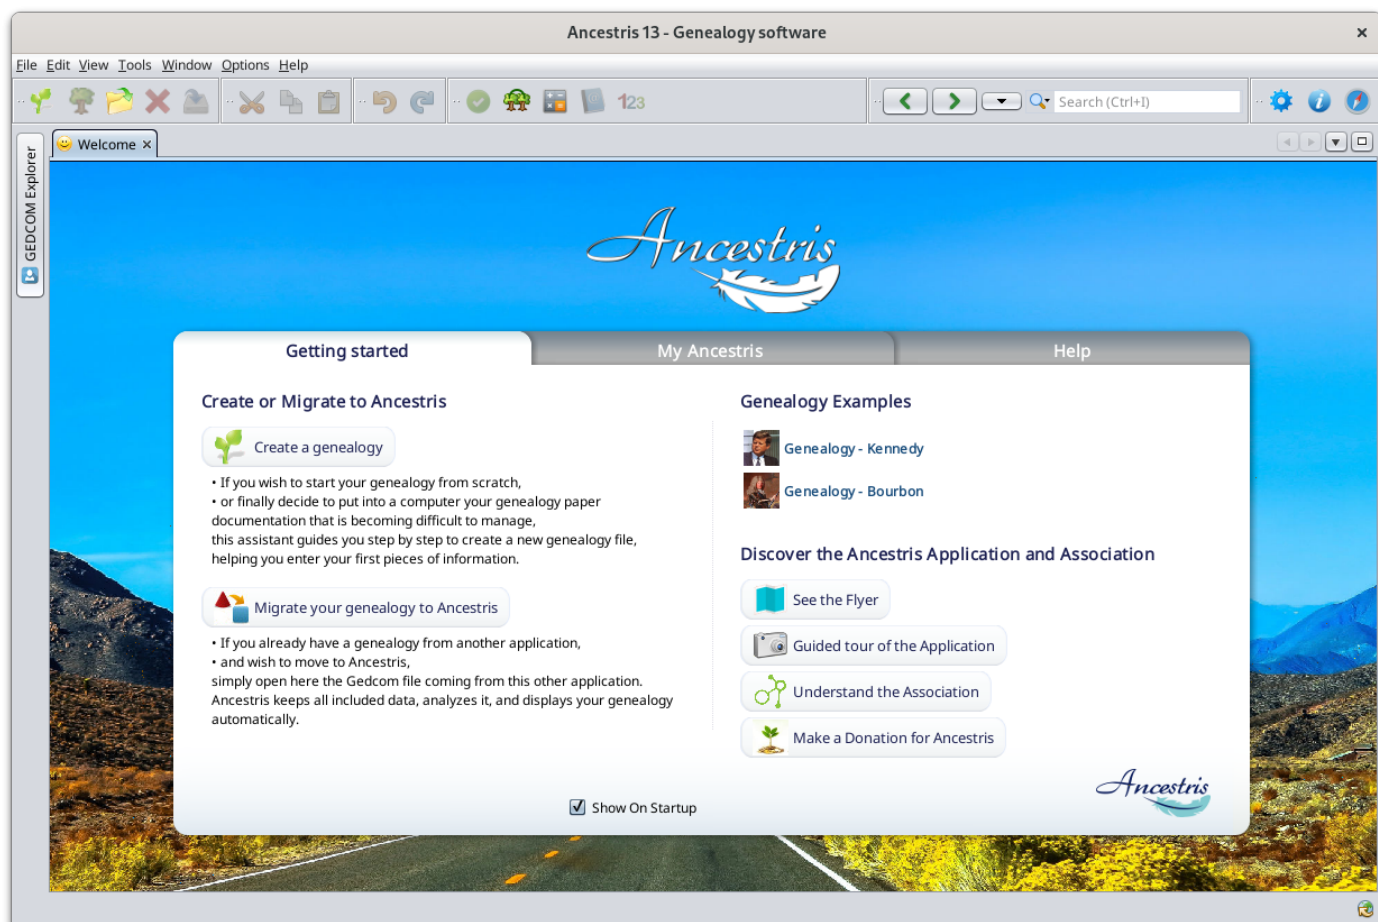 Ancestris 13 - Genealogy software
File Edit View Tools Window Options Help
123
Search (Ctrl+I)
GEDCOM Explorer
Welcome
Ancestris
Getting started
My Ancestris
Help
Create or Migrate to Ancestris
Create a genealogy
• If you wish to start your genealogy from scratch,
• or finally decide to put into a computer your genealogy paper
documentation that is becoming difficult to manage,
this assistant guides you step by step to create a new genealogy file,
helping you enter your first pieces of information.
Migrate your genealogy to Ancestris
• If you already have a genealogy from another application,
• and wish to move to Ancestris,
simply open here the Gedcom file coming from this other application.
Ancestris keeps all included data, analyzes it, and displays your genealogy
automatically.
Genealogy Examples
Genealogy - Kennedy
Genealogy - Bourbon
Discover the Ancestris Application and Association
See the Flyer
Guided tour of the Application
Understand the Association
Make a Donation for Ancestris
Ancestris
Show On Startup